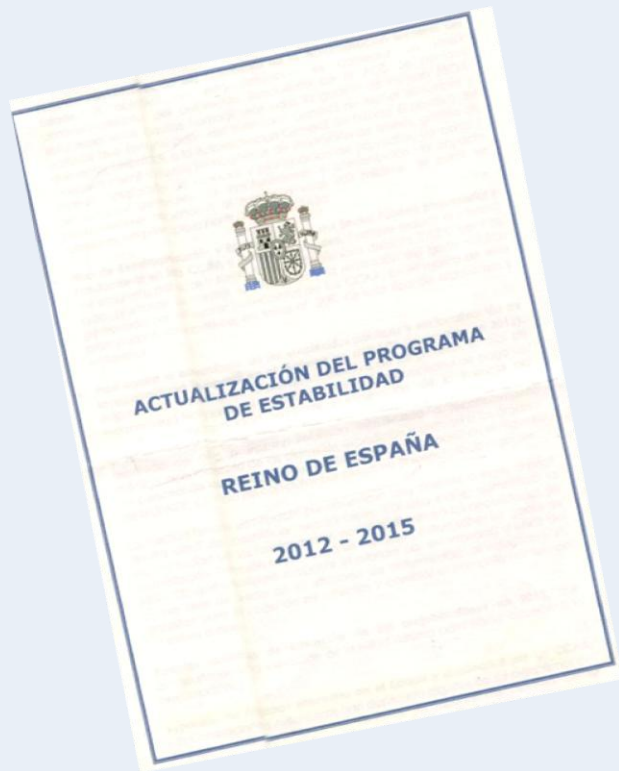 ACTUALIZACIÓN DEL PROGRAMA
DE ESTABILIDAD
REINO DE ESPAÑA
2012 - 2015